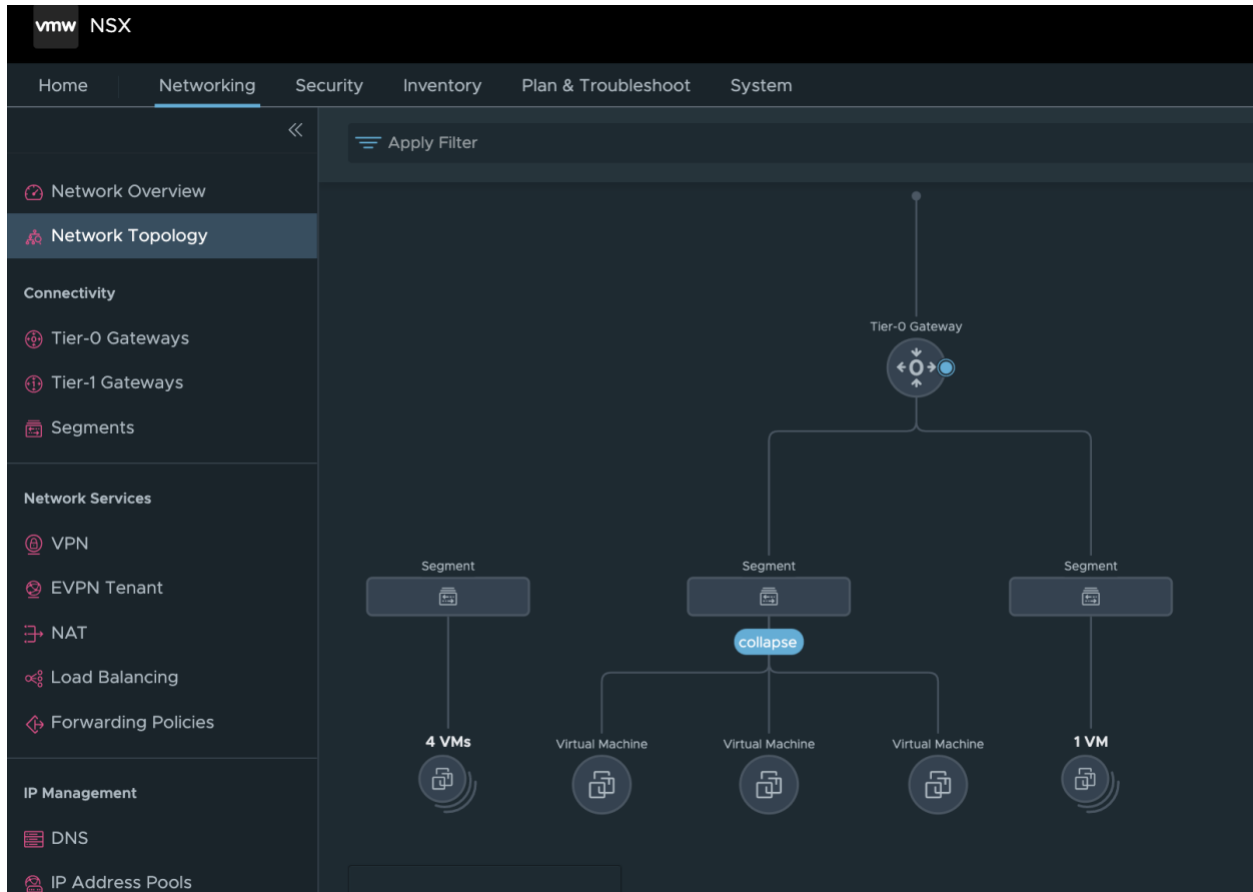 vmw NSX
Home Networking Security Inventory Plan & Troubleshoot System
Apply Filter
Network Overview
Network Topology
Connectivity
Tier-0 Gateways
Tier-1 Gateways
Segments
Network Services
VPN
EVPN Tenant
NAT
Load Balancing
Forwarding Policies
IP Management
DNS
IP Address Pools
Tier-0 Gateway
0
Segment Segment Segment
collapse
4 VMs Virtual Machine Virtual Machine Virtual Machine 1 VM